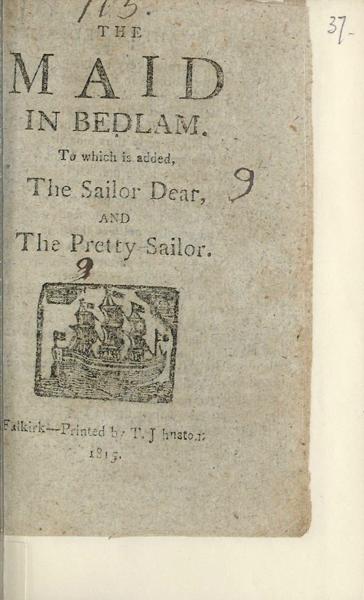 113.
37-
THE
MAID
IN BEDLAM.
To which is added,
The Sailor Dear,
9
AND
The Pretty Sailor.
9
Falkirk—Printed by T. Johnston.
1815.